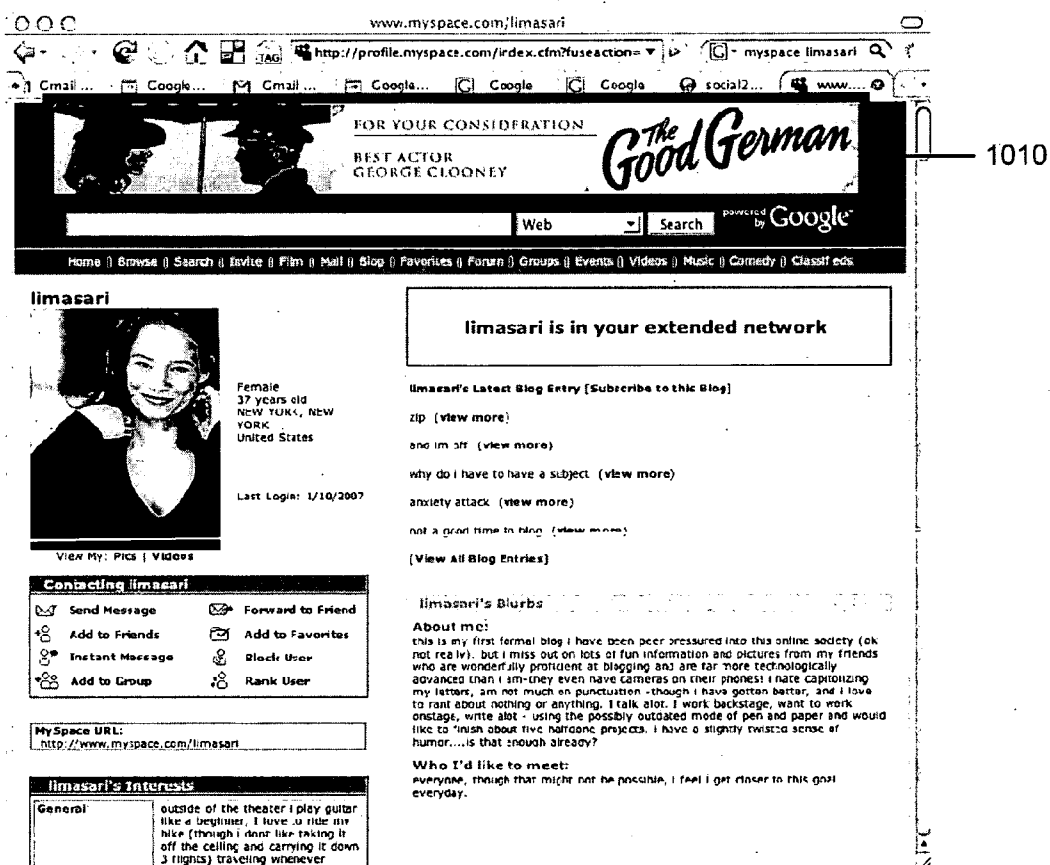 www.myspace.com/limasari
TAG http://profile.myspace.com/index.cfm?fuseaction= G - myspace limasari
Gmail ... Google... Gmail ... Google... Google Google social2... www....
FOR YOUR CONSIDERATION
BEST ACTOR
GEORGE CLOONEY
The
Good German
1010
Web Search powered by Google
Home | Browse | Search | Invite | Film | Mail | Blog | Favorites | Forum | Groups | Events | Videos | Music | Comedy | Classifieds
limasari
Female
37 years old
NEW YORK, NEW
YORK
United States
Last Login: 1/10/2007
View My: Pics | Videos
Contacting limasari
Send Message Forward to Friend
Add to Friends Add to Favorites
Instant Message Block User
Add to Group Rank User
MySpace URL:
http://www.myspace.com/limasari
limasari's Interests
General
outside of the theater i play guitar
like a beginner, I love to ride my
bike (though i dont like taking it
off the ceiling and carrying it down
3 flights) traveling whenever
limasari is in your extended network
limasari's Latest Blog Entry [Subscribe to this Blog]
zip (view more)
and im off (view more)
why do i have to have a subject (view more)
anxiety attack (view more)
not a good time to blog (view more)
[View All Blog Entries]
limasari's Blurbs
About me:
this is my first formal blog i have been peer pressured into this online society (ok
not really). but i miss out on lots of fun information and pictures from my friends
who are wonderfully proficient at blogging and are far more technologically
advanced than i am-they even have cameras on their phones! i hate capitolizing
my letters, am not much on punctuation -though i have gotten better, and i love
to rant about nothing or anything. I talk alot. I work backstage, want to work
onstage, write alot - using the possibly outdated mode of pen and paper and would
like to finish about five halfdone projects. i have a slightly twisted sense of
humor....is that enough already?
Who I'd like to meet:
everyone, though that might not be possible, i feel i get closer to this goal
everyday.